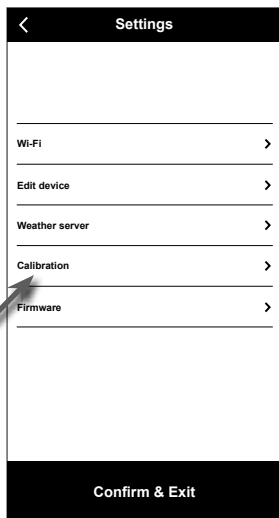 Settings
Wi-Fi
Edit device
Weather server
Calibration
Firmware
Confirm & Exit